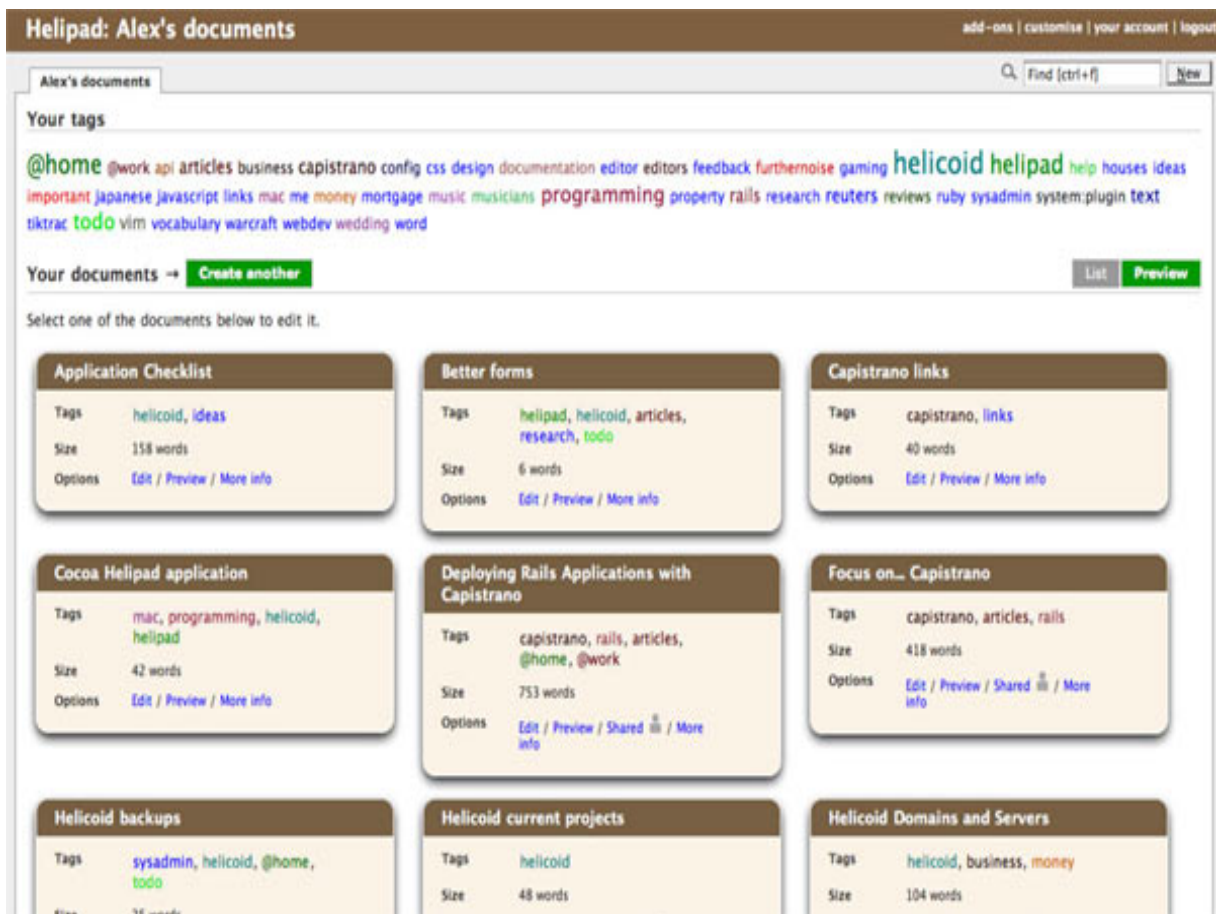 Helipad: Alex's documents
add-ons | customise | your account | logout
Alex's documents
Find [ctrl+f]
New
Your tags
@home @work api articles business capistrano config css design documentation editor editors feedback furthernoise gaming helicoid helipad help houses ideas
important japanese javascript links mac me money mortgage music musicians programming property rails research reuters reviews ruby sysadmin system:plugin text
tiktrac todo vim vocabulary warcraft webdev wedding word
Your documents → Create another
List Preview
Select one of the documents below to edit it.
Application Checklist
Tags helicoid, ideas
Size 158 words
Options Edit / Preview / More info
Better forms
Tags helipad, helicoid, articles,
research, todo
Size 6 words
Options Edit / Preview / More info
Capistrano links
Tags capistrano, links
Size 40 words
Options Edit / Preview / More info
Cocoa Helipad application
Tags mac, programming, helicoid,
helipad
Size 42 words
Options Edit / Preview / More info
Deploying Rails Applications with
Capistrano
Tags capistrano, rails, articles,
@home, @work
Size 753 words
Options Edit / Preview / Shared / More
info
Focus on... Capistrano
Tags capistrano, articles, rails
Size 418 words
Options Edit / Preview / Shared / More
info
Helicoid backups
Tags sysadmin, helicoid, @home,
todo
Size words
Helicoid current projects
Tags helicoid
Size 48 words
Helicoid Domains and Servers
Tags helicoid, business, money
Size 104 words